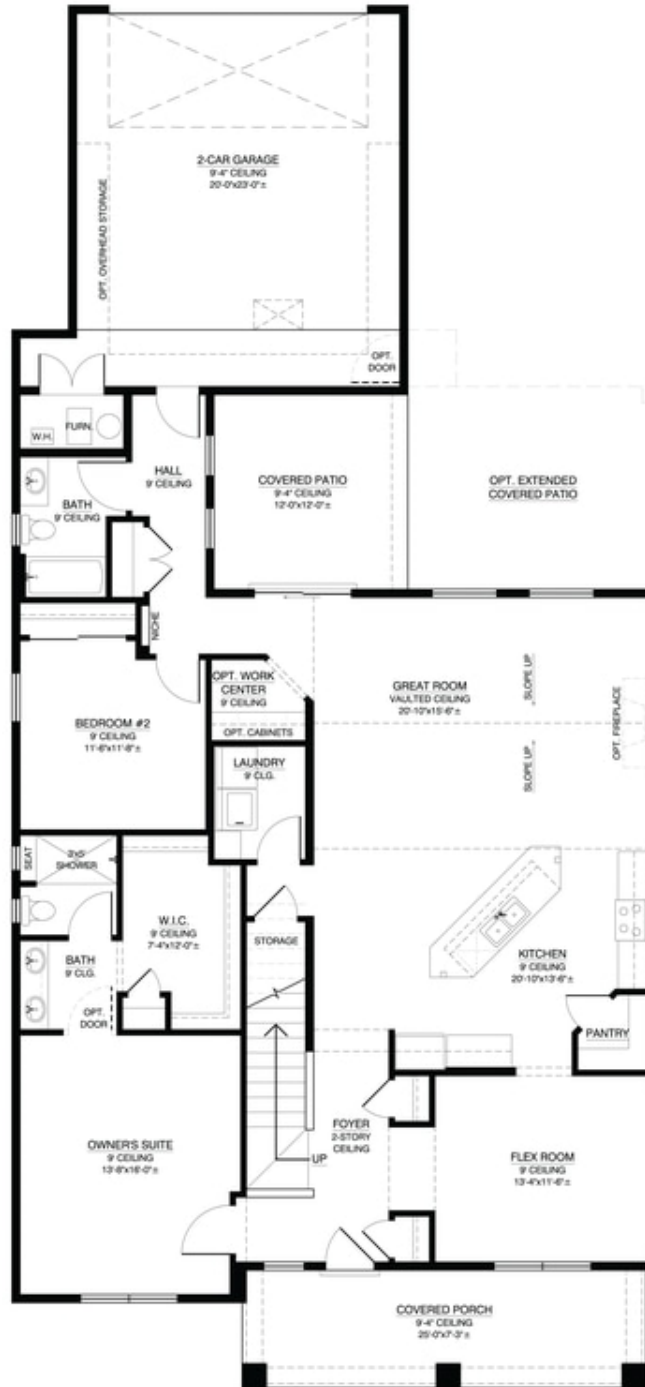 2-CAR GARAGE
9'-4" CEILING
20'-0"x23'-0"±
OPT. OVERHEAD STORAGE
OPT.
DOOR
W.H.
FURN.
HALL
9' CEILING
BATH
9' CEILING
COVERED PATIO
9'-4" CEILING
12'-0"x12'-0"±
OPT. EXTENDED
COVERED PATIO
NICHE
OPT. WORK
CENTER
9' CEILING
OPT. CABINETS
GREAT ROOM
VAULTED CEILING
20'-10"x15'-6"±
SLOPE UP
SLOPE UP
OPT. FIREPLACE
BEDROOM #2
9' CEILING
11'-6"x11'-8"±
LAUNDRY
9' CLG.
SEAT
3'x5'
SHOWER
W.I.C.
9' CEILING
7'-4"x12'-0"±
STORAGE
BATH
9' CLG.
OPT.
DOOR
KITCHEN
9' CEILING
20'-10"x13'-6"±
PANTRY
OWNER'S SUITE
9' CEILING
13'-8"x16'-0"±
FOYER
2-STORY
CEILING
UP
FLEX ROOM
9' CEILING
13'-4"x11'-6"±
COVERED PORCH
9'-4" CEILING
25'-0"x7'-3"±